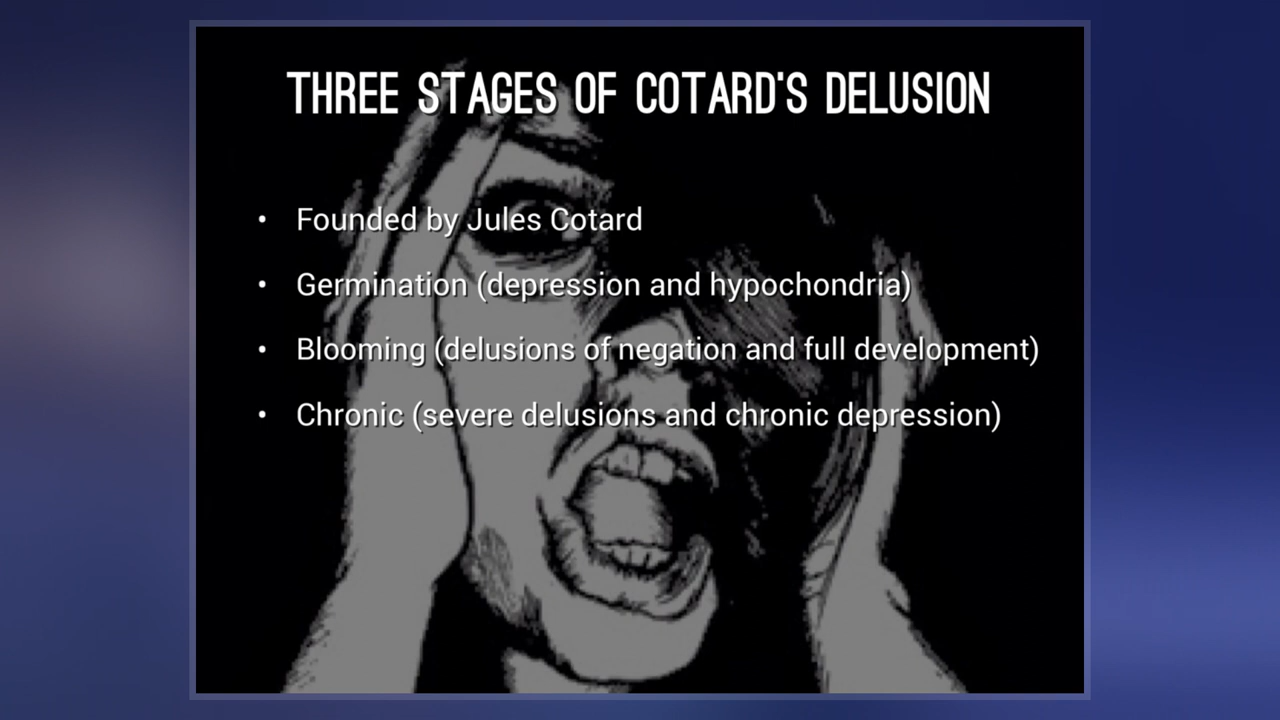 THREE STAGES OF COTARD'S DELUSION
• Founded by Jules Cotard
• Germination (depression and hypochondria)
• Blooming (delusions of negation and full development)
• Chronic (severe delusions and chronic depression)